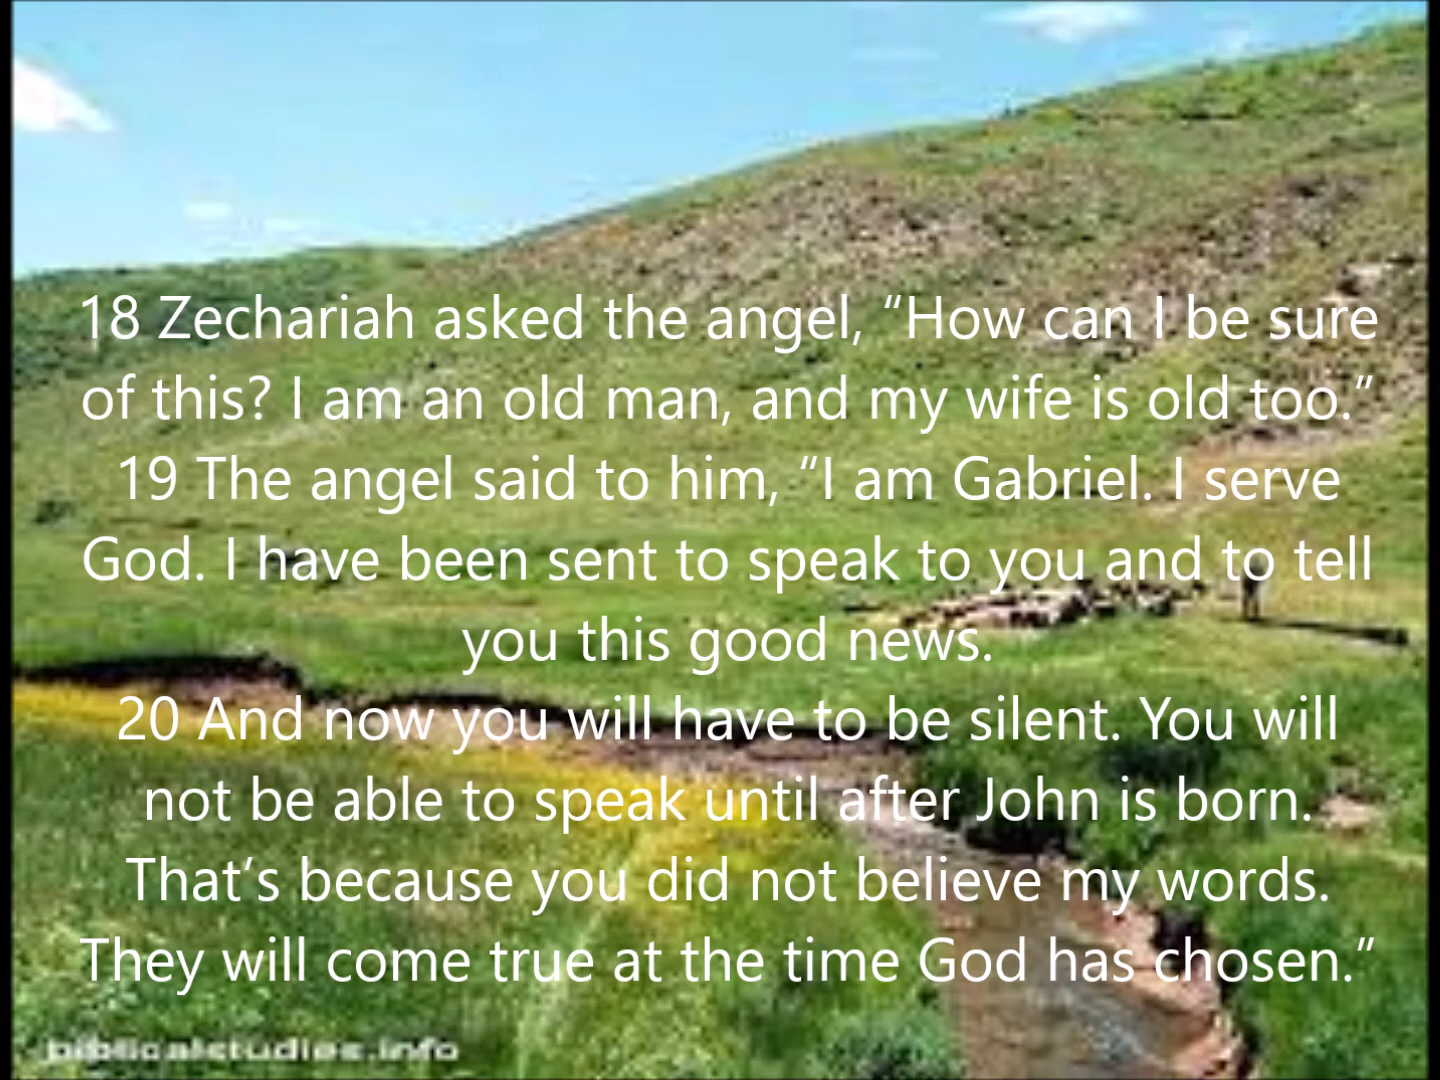 18 Zechariah asked the angel, “How can I be sure
of this? I am an old man, and my wife is old too.”
19 The angel said to him, “I am Gabriel. I serve
God. I have been sent to speak to you and to tell
you this good news.
20 And now you will have to be silent. You will
not be able to speak until after John is born.
That’s because you did not believe my words.
They will come true at the time God has chosen.”
biblicalstudies.info